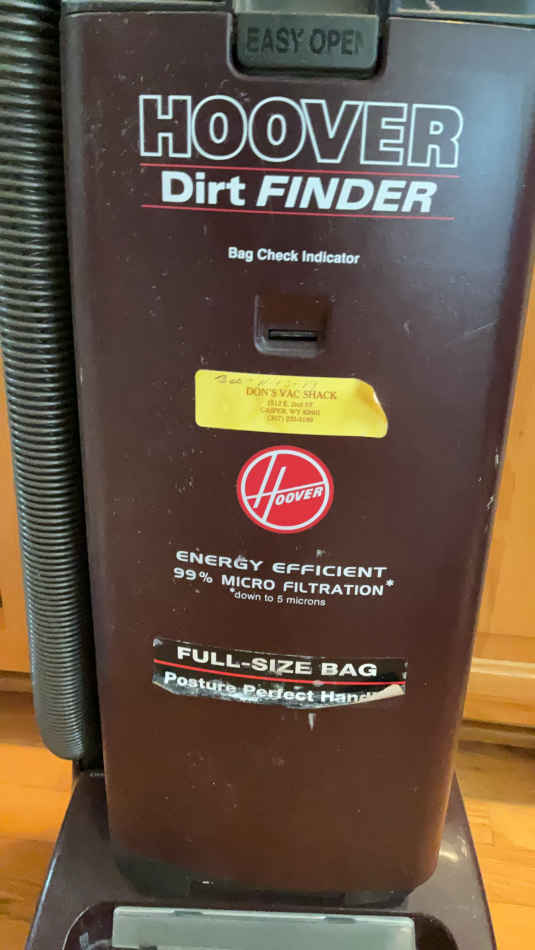 EASY OPEN
HOOVER
Dirt FINDER
Bag Check Indicator
DON'S VAC SHACK
CASPER, WY
(307)
HOOVER
ENERGY EFFICIENT
99% MICRO FILTRATION*
*down to 5 microns
FULL-SIZE BAG
Posture Perfect